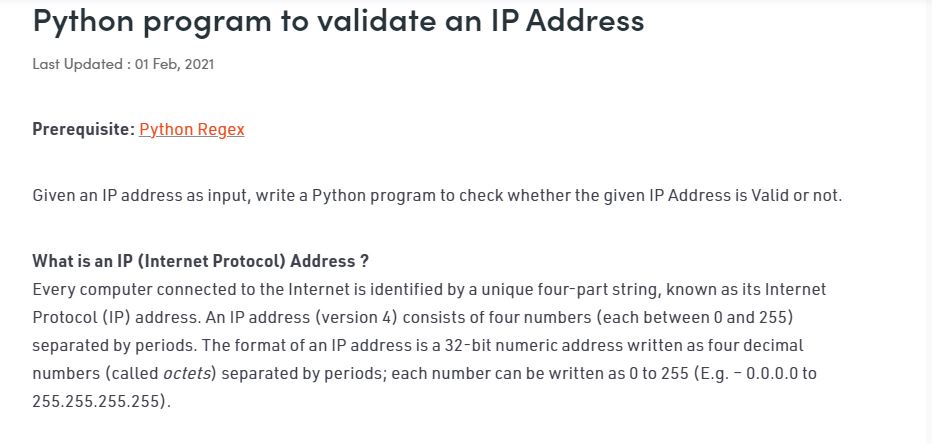 Python program to validate an IP Address
Last Updated : 01 Feb, 2021
Prerequisite: Python Regex
Given an IP address as input, write a Python program to check whether the given IP Address is Valid or not.
What is an IP (Internet Protocol) Address ?
Every computer connected to the Internet is identified by a unique four-part string, known as its Internet
Protocol (IP) address. An IP address (version 4) consists of four numbers (each between 0 and 255)
separated by periods. The format of an IP address is a 32-bit numeric address written as four decimal
numbers (called octets) separated by periods; each number can be written as 0 to 255 (E.g. – 0.0.0.0 to
255.255.255.255).